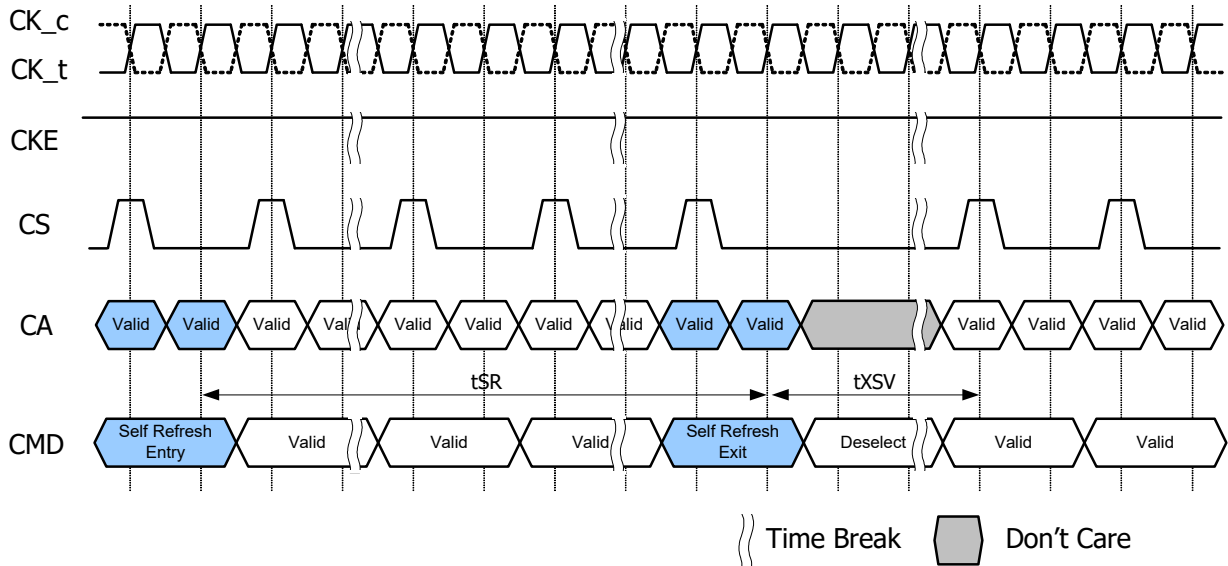 CK_c
CK_t
CKE
CS
CA
Valid Valid Valid Valid Valid Valid Valid Valid Valid Valid Valid Valid Valid Valid
tSR tXSV
CMD
Self Refresh Entry Valid Valid Valid Self Refresh Exit Deselect Valid Valid
Time Break Don't Care